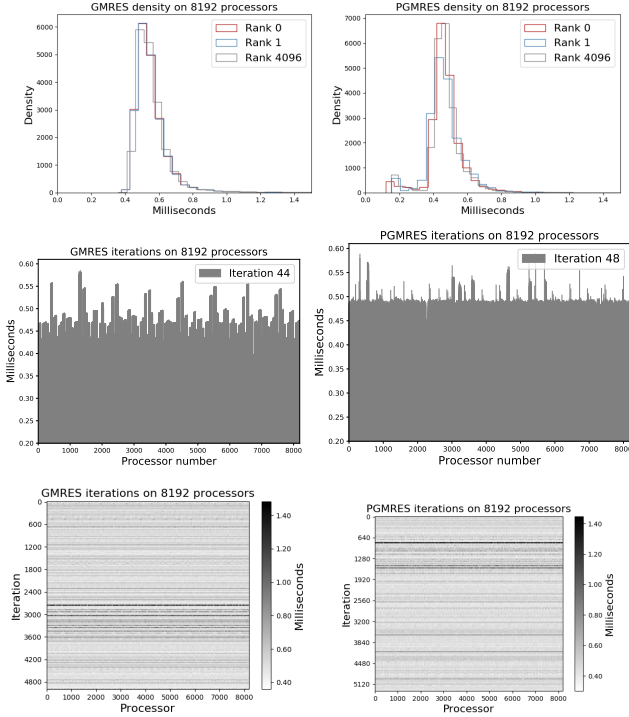 GMRES density on 8192 processors
Density
6000
5000
4000
3000
2000
1000
0
0.0 0.2 0.4 0.6 0.8 1.0 1.2 1.4
Milliseconds
Rank 0
Rank 1
Rank 4096
PGMRES density on 8192 processors
Density
7000
6000
5000
4000
3000
2000
1000
0
0.0 0.2 0.4 0.6 0.8 1.0 1.2 1.4
Milliseconds
Rank 0
Rank 1
Rank 4096
GMRES iterations on 8192 processors
Milliseconds
0.60
0.55
0.50
0.45
0.40
0.35
0.30
0.25
0.20
0 1000 2000 3000 4000 5000 6000 7000 8000
Processor number
Iteration 44
PGMRES iterations on 8192 processors
Milliseconds
0.60
0.55
0.50
0.45
0.40
0.35
0.30
0.25
0.20
0 1000 2000 3000 4000 5000 6000 7000 8000
Processor number
Iteration 48
GMRES iterations on 8192 processors
Iteration
0
600
1200
1800
2400
3000
3600
4200
4800
0 1000 2000 3000 4000 5000 6000 7000 8000
Processor
1.40
1.20
1.00
0.80
0.60
0.40
Milliseconds
PGMRES iterations on 8192 processors
Iteration
0
640
1280
1920
2560
3200
3840
4480
5120
0 1000 2000 3000 4000 5000 6000 7000 8000
Processor
1.40
1.20
1.00
0.80
0.60
0.40
Milliseconds